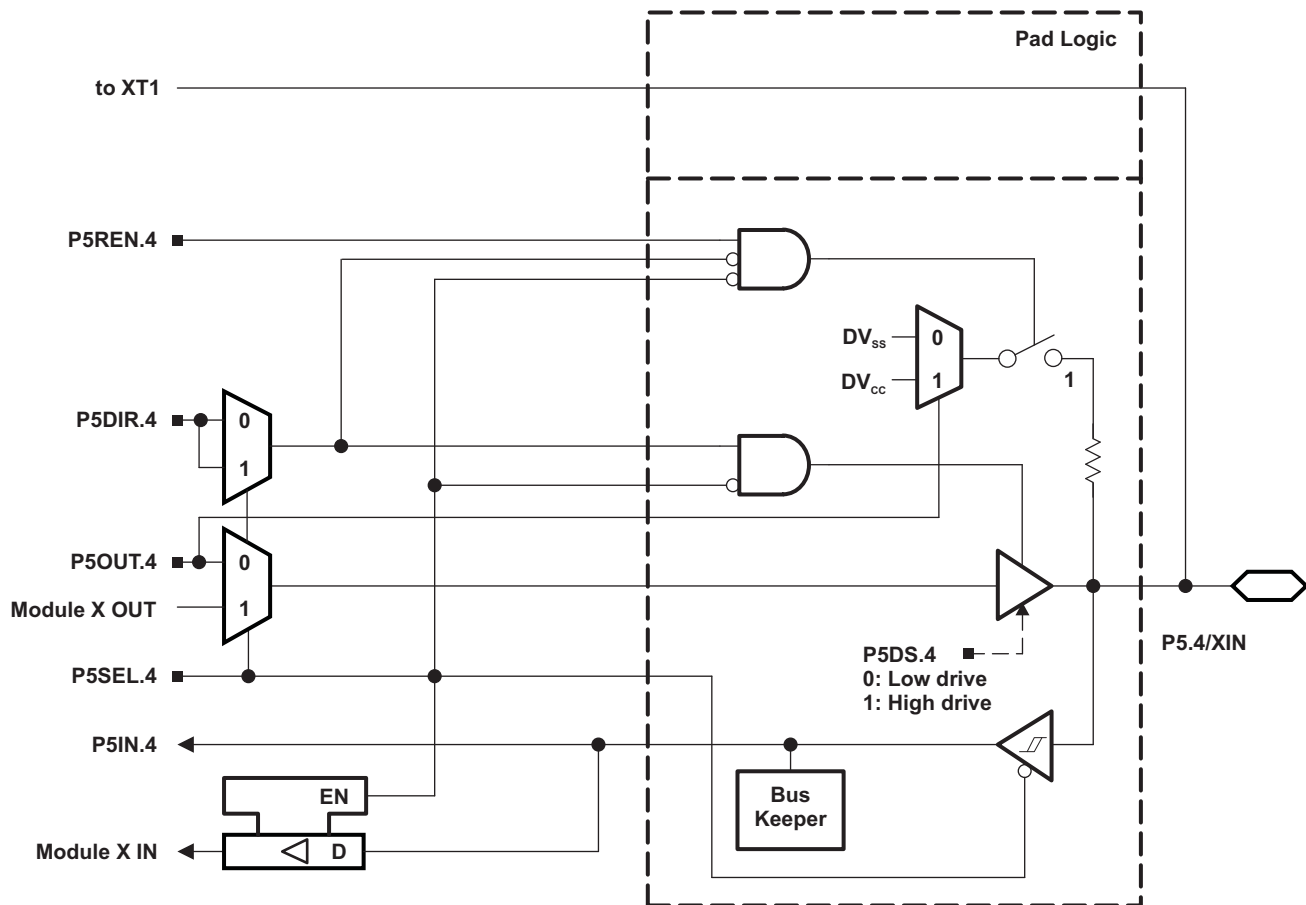 Pad Logic
to XT1
P5REN.4
DVSS
0
DVCC
1
1
P5DIR.4
0
1
P5OUT.4
0
Module X OUT
1
P5SEL.4
P5DS.4
0: Low drive
1: High drive
P5.4/XIN
P5IN.4
EN
Bus
Keeper
Module X IN
D